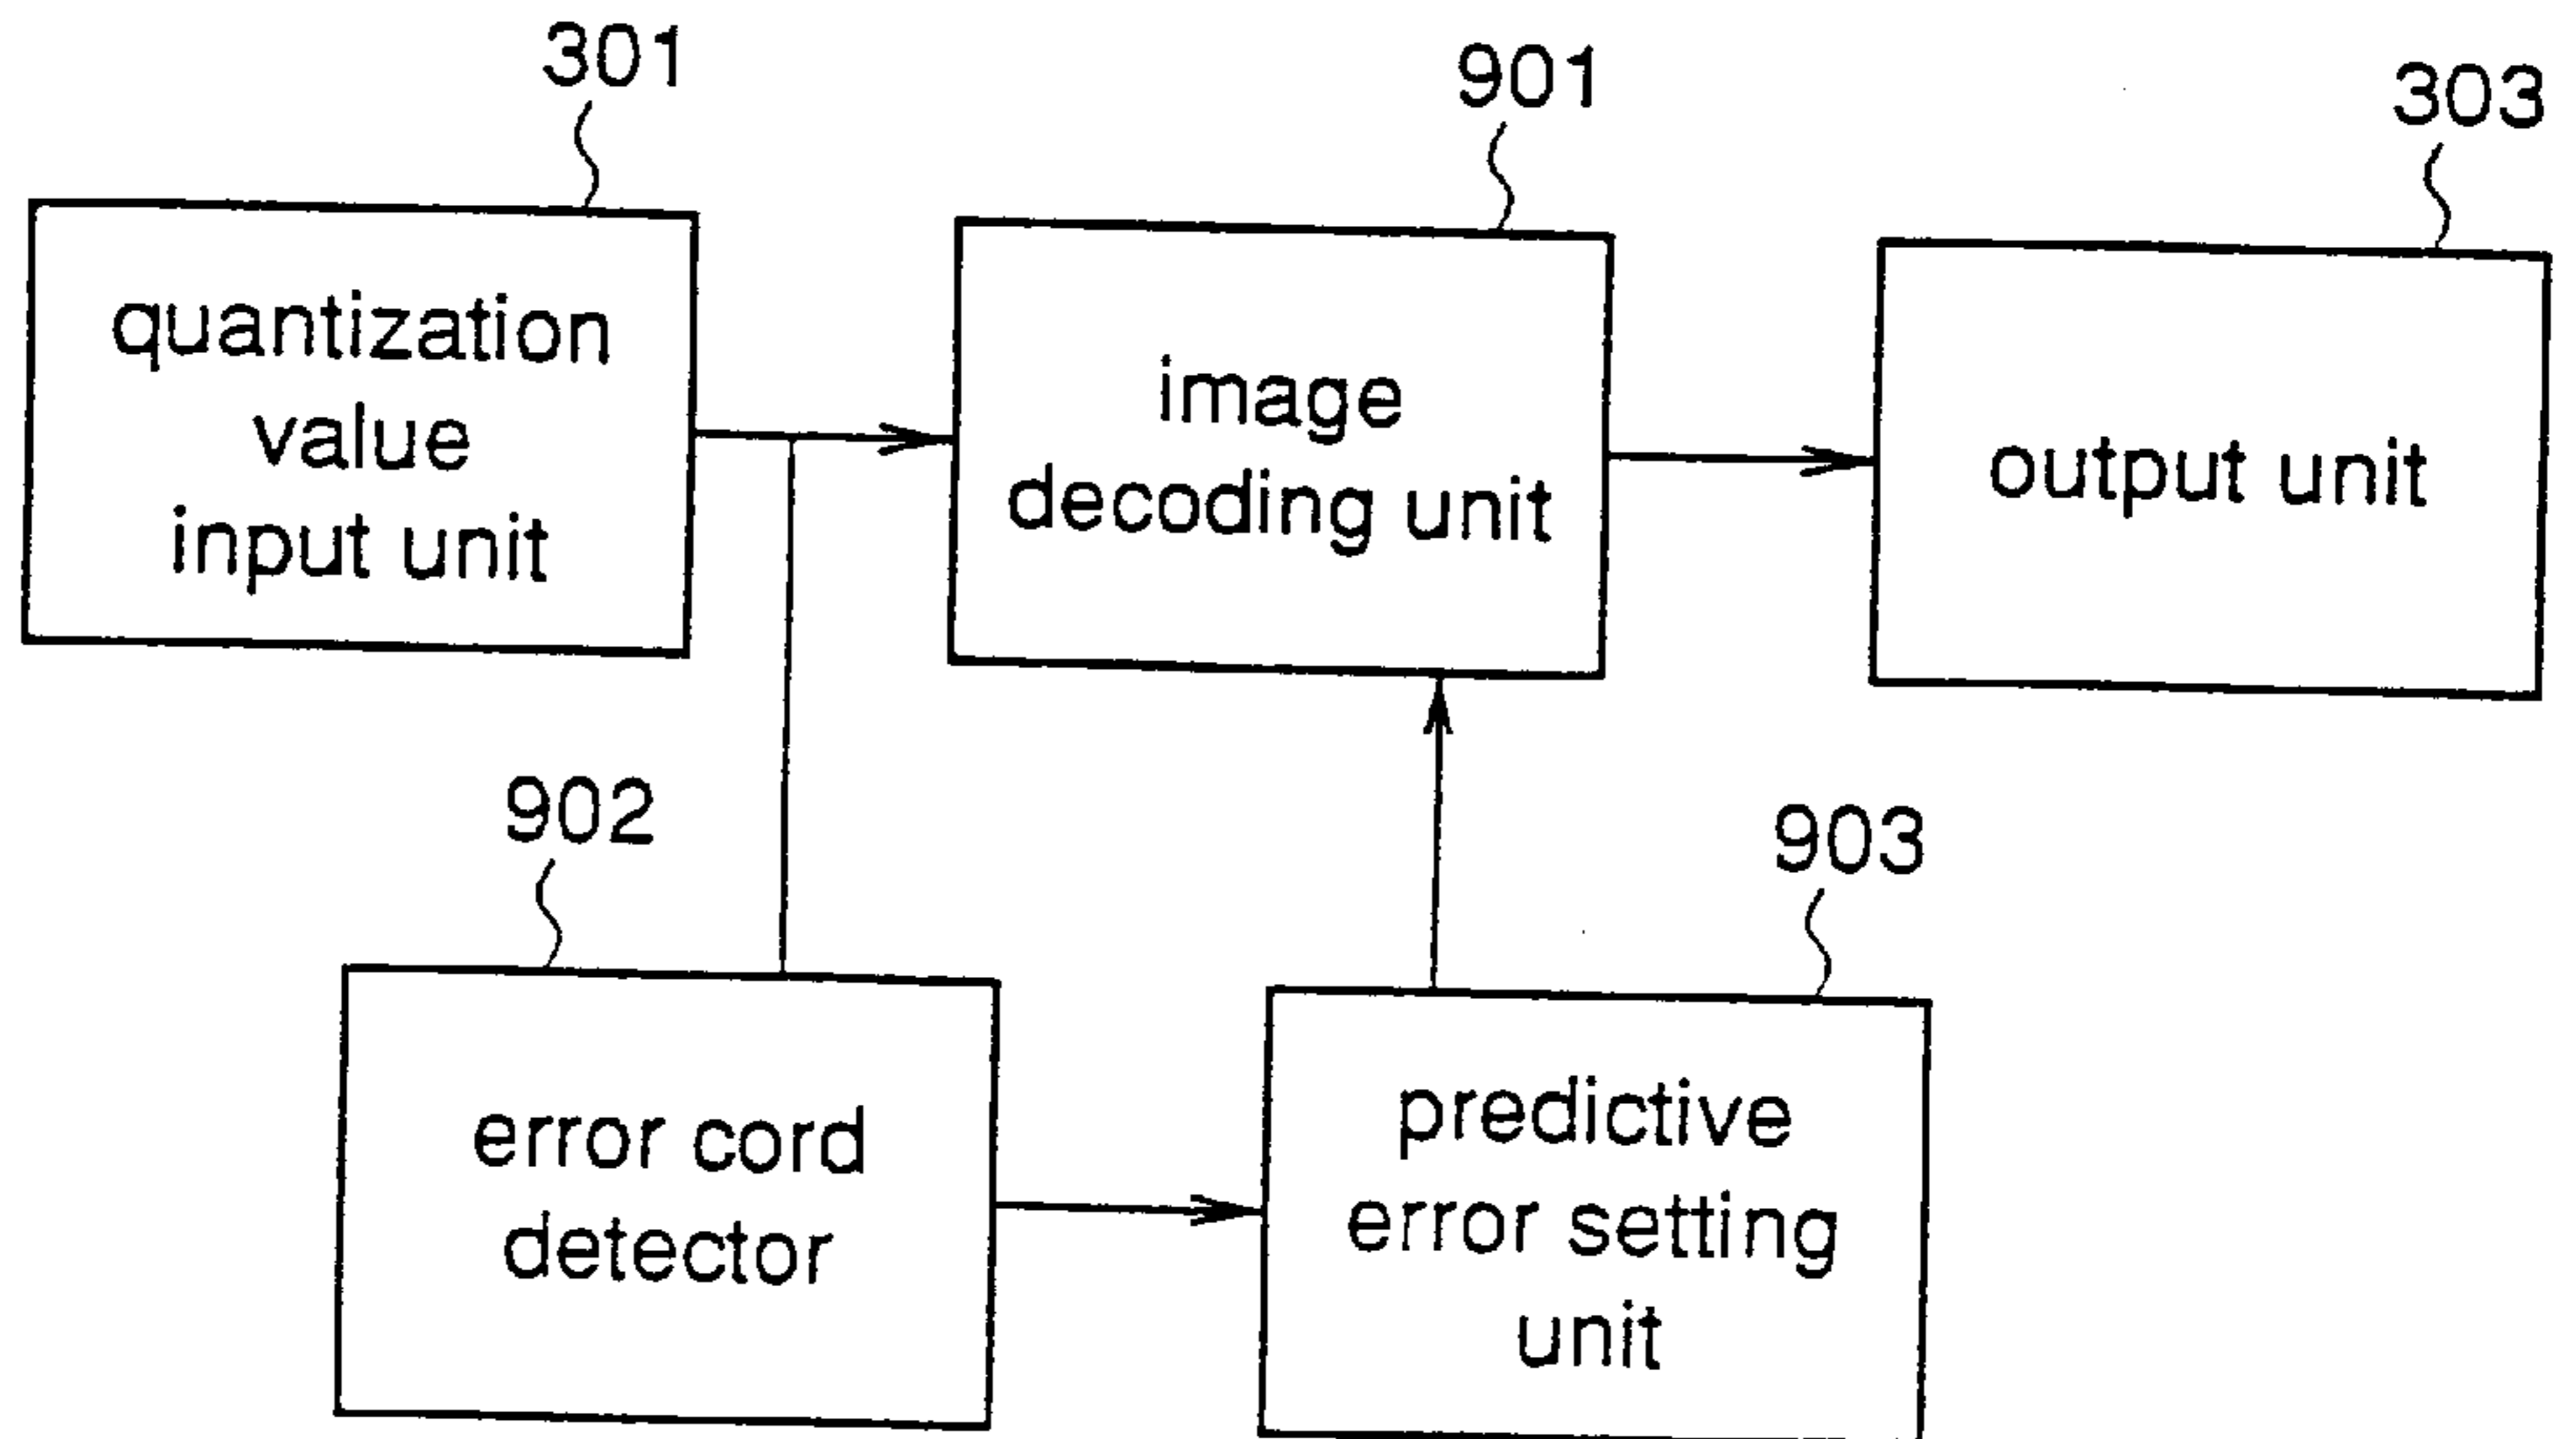 301
quantization
value
input unit
901
image
decoding unit
303
output unit
902
error cord
detector
903
predictive
error setting
unit